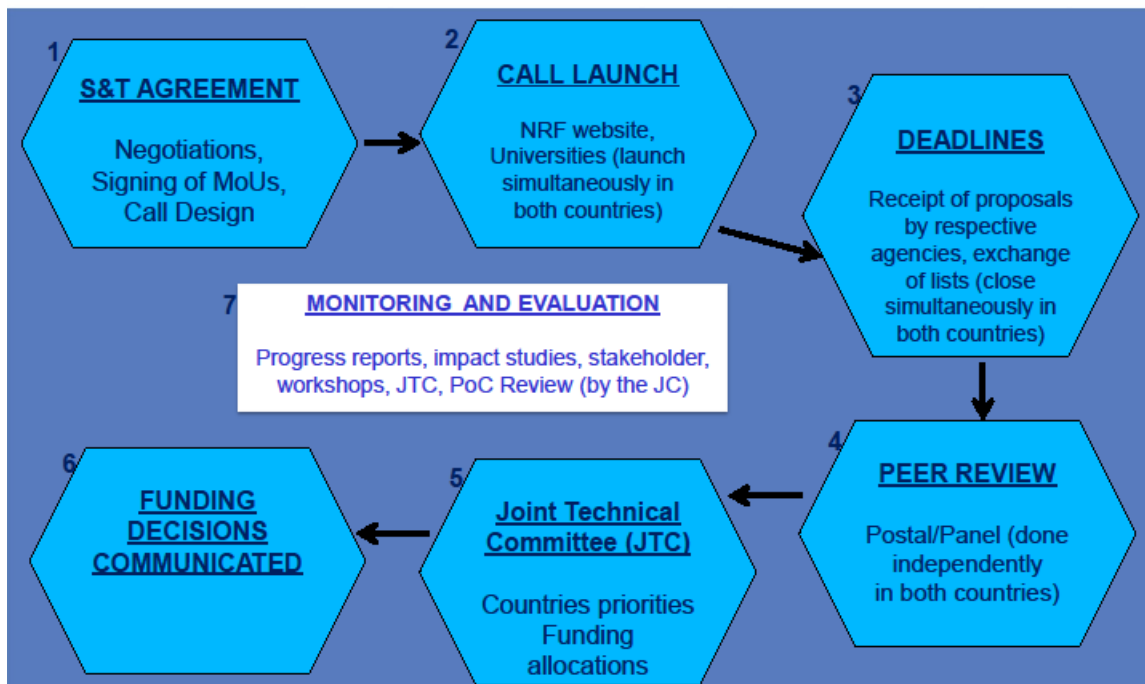 1
S&T AGREEMENT
Negotiations,
Signing of MoUs,
Call Design
2
CALL LAUNCH
NRF website,
Universities (launch
simultaneously in
both countries)
3
DEADLINES
Receipt of proposals
by respective
agencies, exchange
of lists (close
simultaneously in
both countries)
4
PEER REVIEW
Postal/Panel (done
independently
in both countries)
5
Joint Technical
Committee (JTC)
Countries priorities
Funding
allocations
6
FUNDING
DECISIONS
COMMUNICATED
7
MONITORING AND EVALUATION
Progress reports, impact studies, stakeholder,
workshops, JTC, PoC Review (by the JC)